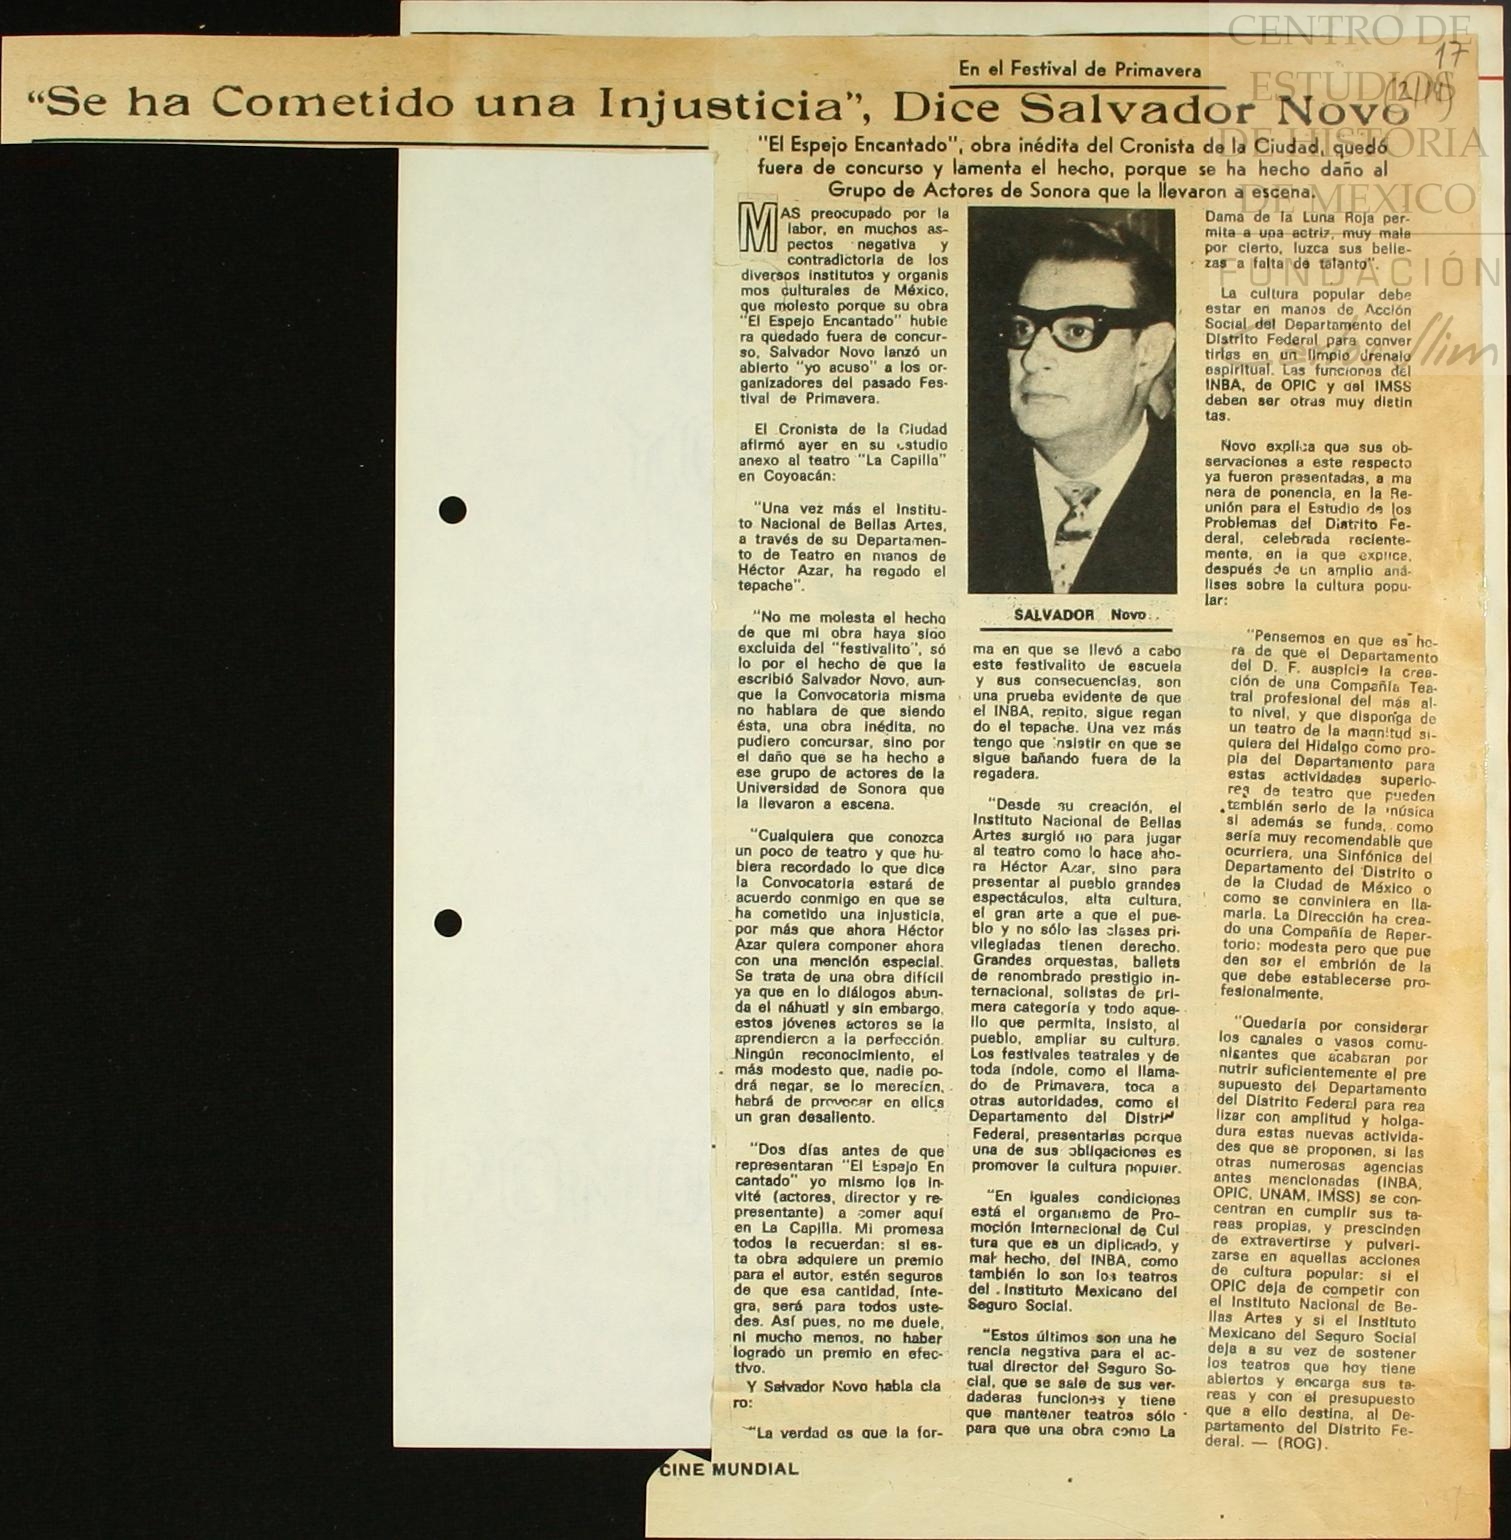 CENTRO DE
ESTUDIOS
DE HISTORIA
DE MEXICO
FUNDACIÓN
Carlos Slim
17
En el Festival de Primavera
“Se ha Cometido una Injusticia”, Dice Salvador Novo
"El Espejo Encantado", obra inédita del Cronista de la Ciudad, quedó
fuera de concurso y lamenta el hecho, porque se ha hecho daño al
Grupo de Actores de Sonora que la llevaron a escena.
MAS preocupado por la
labor, en muchos as-
pectos negativa y
contradictoria de los
diversos institutos y organis
mos culturales de México,
que molesto porque su obra
"El Espejo Encantado" hubie
ra quedado fuera de concur-
so, Salvador Novo lanzó un
abierto "yo acuso" a los or-
ganizadores del pasado Fes-
tival de Primavera.
El Cronista de la Ciudad
afirmó ayer en su estudio
anexo al teatro "La Capilla"
en Coyoacán:
"Una vez más el Institu-
to Nacional de Bellas Artes,
a través de su Departamen-
to de Teatro en manos de
Héctor Azar, ha regado el
tepache".
"No me molesta el hecho
de que mi obra haya sido
excluida del "festivalito", só
lo por el hecho de que la
escribió Salvador Novo, aun-
que la Convocatoria misma
no hablara de que siendo
ésta, una obra inédita, no
pudiero concursar, sino por
el daño que se ha hecho a
ese grupo de actores de la
Universidad de Sonora que
la llevaron a escena.
"Cualquiera que conozca
un poco de teatro y que hu-
biera recordado lo que dice
la Convocatoria estará de
acuerdo conmigo en que se
ha cometido una injusticia,
por más que ahora Héctor
Azar quiera componer ahora
con una mención especial.
Se trata de una obra difícil
ya que en lo diálogos abun-
da el náhuatl y sin embargo,
estos jóvenes actores se la
aprendieron a la perfección.
Ningún reconocimiento, el
más modesto que, nadie po-
drá negar, se lo merecían,
habrá de provocar en ellos
un gran desaliento.
"Dos días antes de que
representaran "El Espejo En
cantado" yo mismo los in-
vité (actores, director y re-
presentante) a comer aquí
en La Capilla. Mi promesa
todos la recuerdan: si es-
ta obra adquiere un premio
para el autor, estén seguros
de que esa cantidad, ínte-
gra, será para todos uste-
des. Así pues, no me duele,
ni mucho menos, no haber
logrado un premio en efec-
tivo.
Y Salvador Novo habla cla
ro:
"La verdad es que la for-
SALVADOR Novo
ma en que se llevó a cabo
este festivalito de escuela
y sus consecuencias, son
una prueba evidente de que
el INBA, repito, sigue regan
do el tepache. Una vez más
tengo que insistir en que se
sigue bañando fuera de la
regadera.
"Desde su creación, el
Instituto Nacional de Bellas
Artes surgió no para jugar
al teatro como lo hace aho-
ra Héctor Azar, sino para
presentar al pueblo grandes
espectáculos, alta cultura,
el gran arte a que el pue-
blo y no sólo las clases pri-
vilegiadas tienen derecho.
Grandes orquestas, ballets
de renombrado prestigio in-
ternacional, solistas de pri-
mera categoría y todo aque-
llo que permita, insisto, al
pueblo, ampliar su cultura.
Los festivales teatrales y de
toda índole, como el llama-
do de Primavera, toca a
otras autoridades, como el
Departamento del Distri
Federal, presentarlas porque
una de sus obligaciones es
promover la cultura popular.
"En iguales condiciones
está el organismo de Pro-
moción Internacional de Cul
tura que es un diplicado, y
mal hecho, del INBA, como
también lo son los teatros
del Instituto Mexicano del
Seguro Social.
"Estos últimos son una he
rencia negativa para el ac-
tual director del Seguro So-
cial, que se sale de sus ver-
daderas funciones y tiene
que mantener teatros sólo
para que una obra como La
Dama de la Luna Roja per-
mita a una actriz, muy mala
por cierto, luzca sus belle-
zas a falta de talanto".
La cultura popular debe
estar en manos de Acción
Social del Departamento del
Distrito Federal para conver
tirlas en un limpio drenaje
espiritual. Las funciones del
INBA, de OPIC y del IMSS
deben ser otras muy distin
tas.
Novo explica que sus ob-
servaciones a este respecto
ya fueron presentadas, a ma
nera de ponencia, en la Re-
unión para el Estudio de los
Problemas del Distrito Fe-
deral, celebrada reciente-
mente, en la que explica,
después de un amplio aná-
lises sobre la cultura popu-
lar:
"Pensemos en que es ho-
ra de que el Departamento
del D. F. auspicie la crea-
ción de una Compañía Tea-
tral profesional del más al-
to nivel, y que disponga de
un teatro de la magnitud si-
quiera del Hidalgo como pro-
pia del Departamento para
estas actividades superio-
res de teatro que pueden
también serlo de la música
si además se funda, como
sería muy recomendable que
ocurriera, una Sinfónica del
Departamento del Distrito o
de la Ciudad de México o
como se conviniera en lla-
marla. La Dirección ha crea-
do una Compañía de Reper-
torio: modesta pero que pue
den ser el embrión de la
que debe establecerse pro-
fesionalmente.
"Quedaría por considerar
los canales o vasos comu-
nicantes que acabaran por
nutrir suficientemente el pre
supuesto del Departamento
del Distrito Federal para rea
lizar con amplitud y holga-
dura estas nuevas activida-
des que se proponen, si las
otras numerosas agencias
antes mencionadas (INBA,
OPIC, UNAM, IMSS) se con-
centran en cumplir sus ta-
reas propias, y prescinden
de extravertirse y pulveri-
zarse en aquellas acciones
de cultura popular: si el
OPIC deja de competir con
el Instituto Nacional de Be-
llas Artes y si el Instituto
Mexicano del Seguro Social
deja a su vez de sostener
los teatros que hoy tiene
abiertos y encarga sus ta-
reas y con el presupuesto
que a ello destina, al De-
partamento del Distrito Fe-
deral. — (ROG).
CINE MUNDIAL